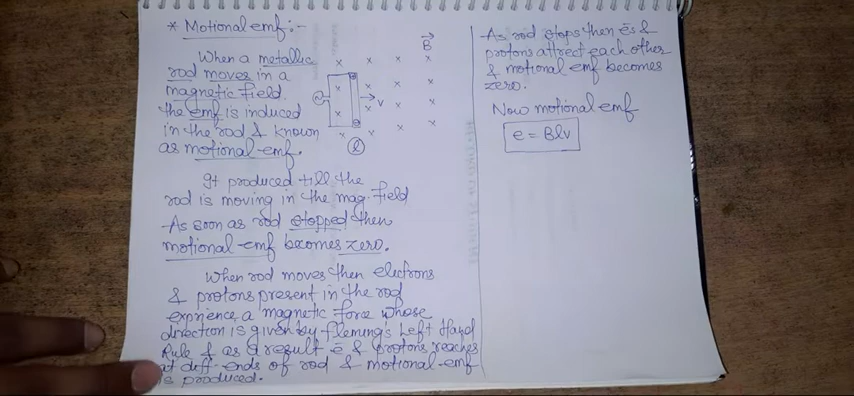 * Motional emf:-
When a metallic
rod moves in a
magnetic field.
the emf is induced
in the rod & known
as motional-emf.
B
v
l
It produced till the
rod is moving in the mag. field
As soon as rod stopped then
motional-emf becomes zero.
When rod moves then electrons
& protons present in the rod
exprience a magnetic force whose
direction is given by fleming's Left Hand
Rule & as a result ē & protons reaches
at diff. ends of rod & motional-emf
is produced.
As rod stops then ēs &
protons attrect each other
& motional emf becomes
zero.
Now motional emf
e = Blv